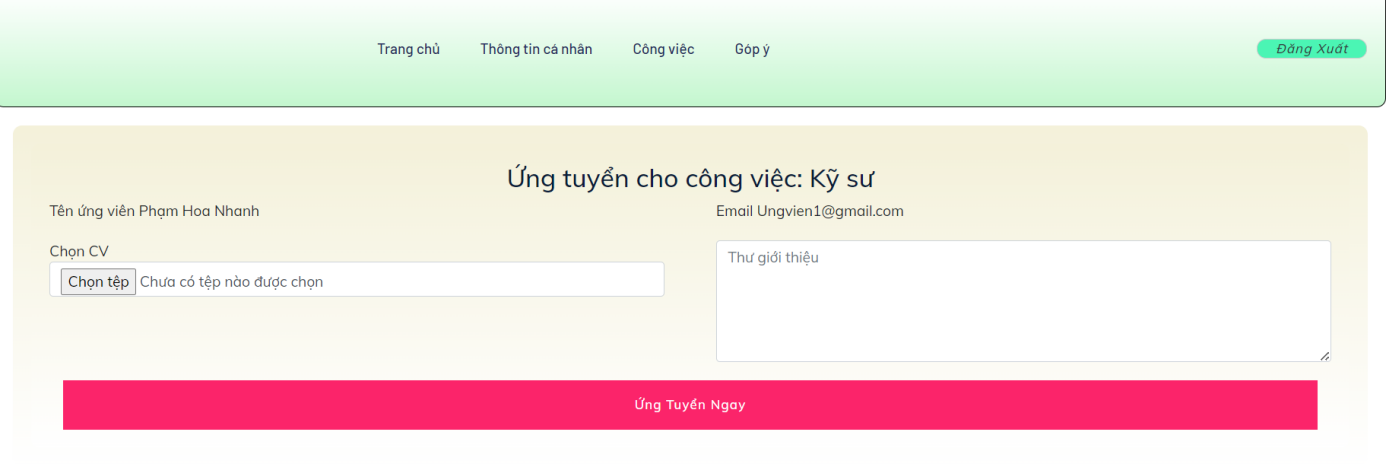 Trang chủ Thông tin cá nhân Công việc Góp ý Đăng Xuất
Ứng tuyển cho công việc: Kỹ sư
Tên ứng viên Phạm Hoa Nhanh Email Ungvien1@gmail.com
Chọn CV
Chọn tệp Chưa có tệp nào được chọn
Thư giới thiệu
Ứng Tuyển Ngay